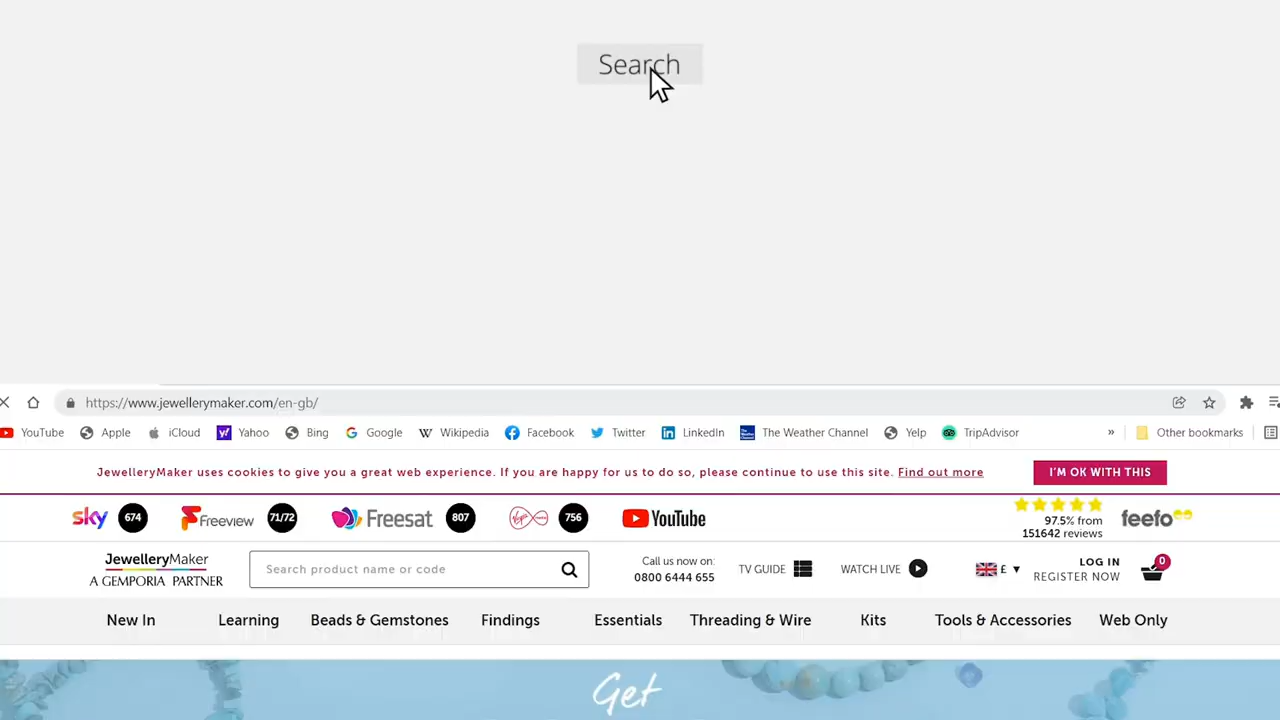 Search
https://www.jewellerymaker.com/en-gb/
YouTube Apple iCloud Yahoo Bing Google Wikipedia Facebook Twitter LinkedIn The Weather Channel Yelp TripAdvisor » Other bookmarks
JewelleryMaker uses cookies to give you a great web experience. If you are happy for us to do so, please continue to use this site. Find out more I'M OK WITH THIS
sky 674 Freeview 71/72 Freesat 807 Virgin media 756 YouTube 97.5% from feefo
151642 reviews
JewelleryMaker
A GEMPORIA PARTNER
Search product name or code
Call us now on:
0800 6444 655
TV GUIDE WATCH LIVE £ ▼
LOG IN
REGISTER NOW
0
New In Learning Beads & Gemstones Findings Essentials Threading & Wire Kits Tools & Accessories Web Only
Get